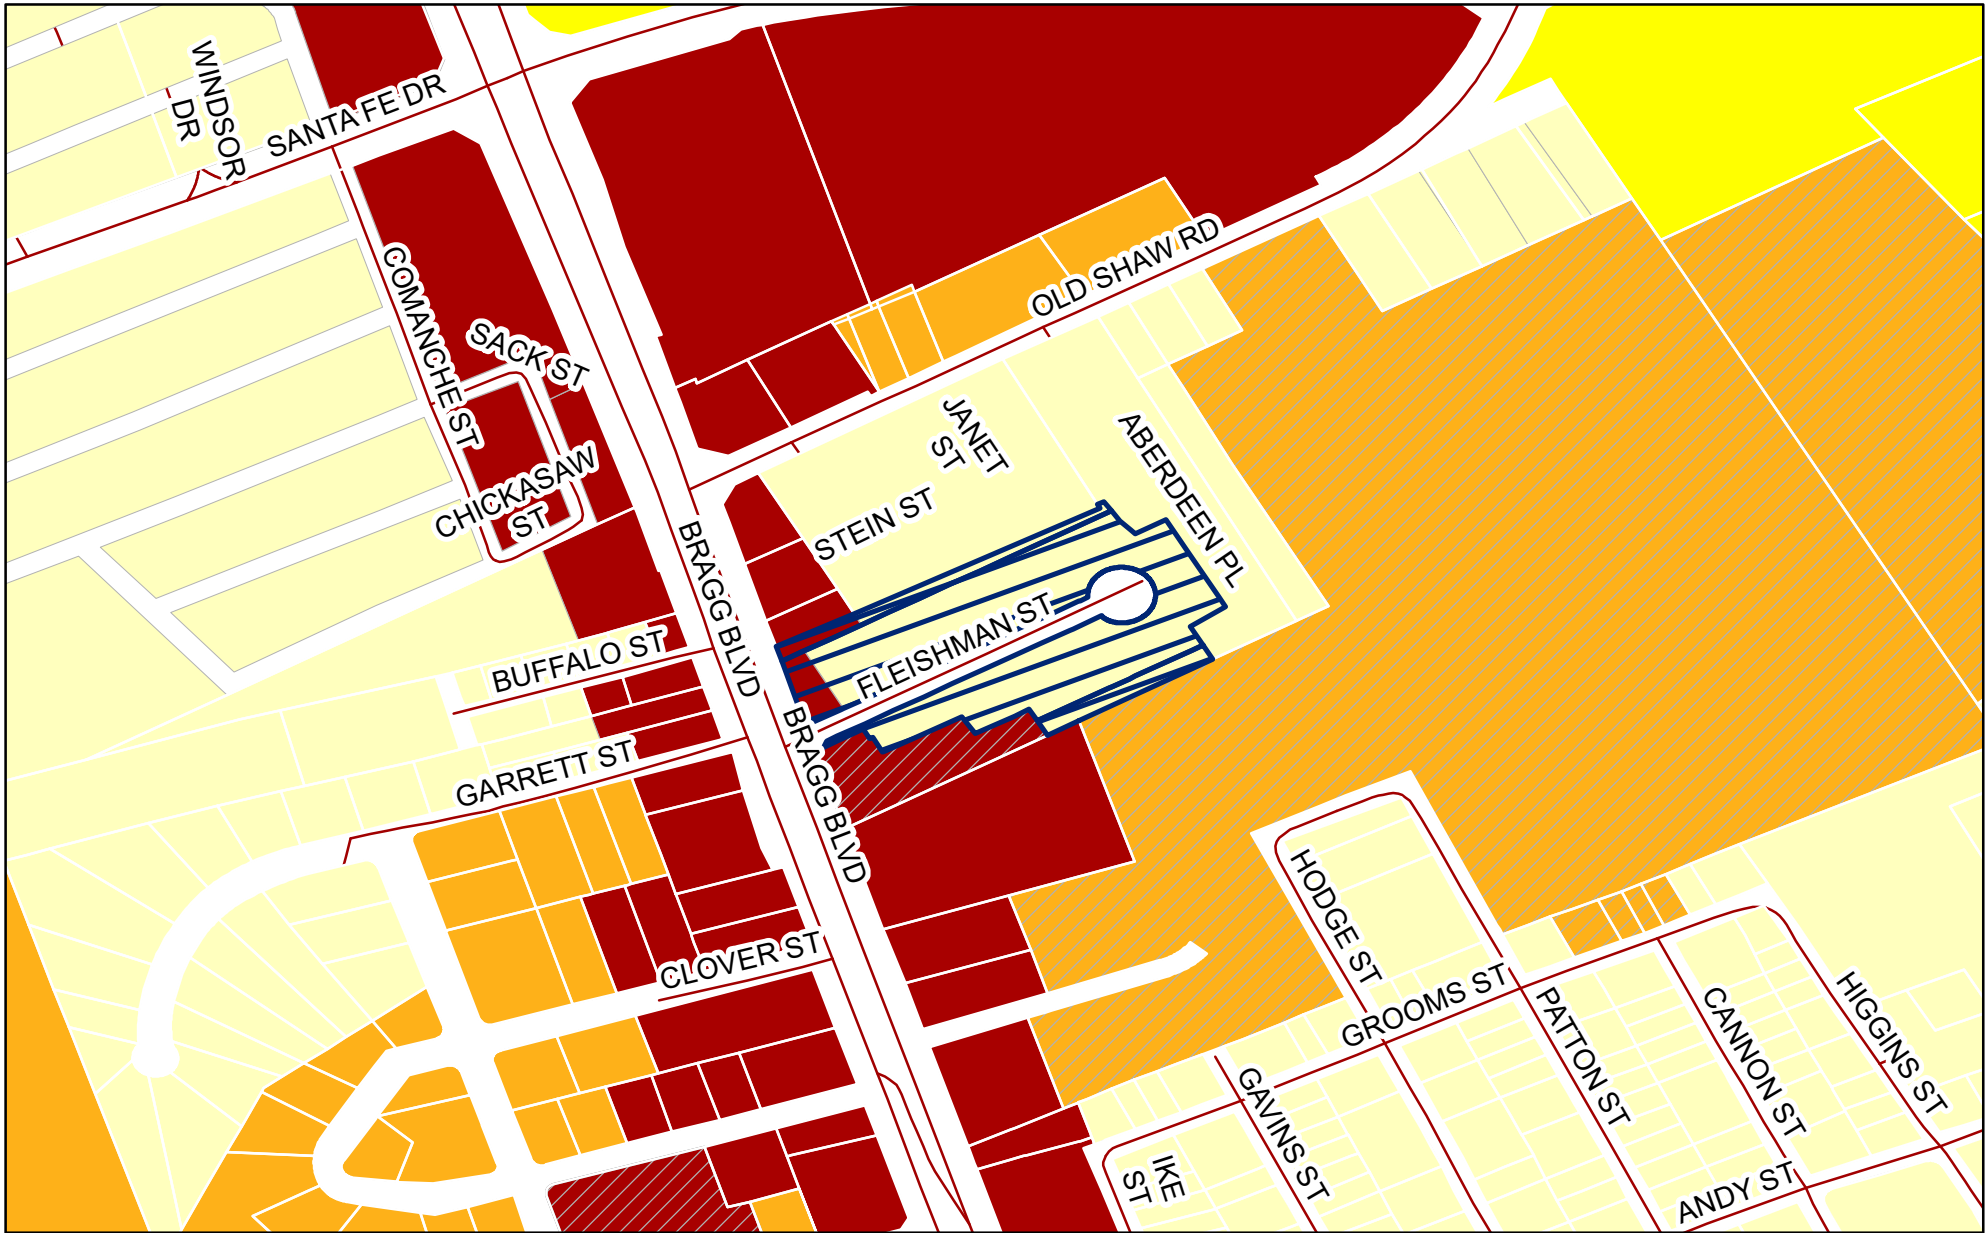 WINDSOR
DR
SANTA FE DR
COMANCHE ST
SACK ST
CHICKASAW
ST
OLD SHAW RD
JANET
ST
STEIN ST
ABERDEEN PL
BRAGG BLVD
FLEISHMAN ST
BUFFALO ST
BRAGG BLVD
GARRETT ST
CLOVER ST
HODGE ST
GROOMS ST
PATTON ST
CANNON ST
HIGGINS ST
GAVINS ST
IKE
ST
ANDY ST